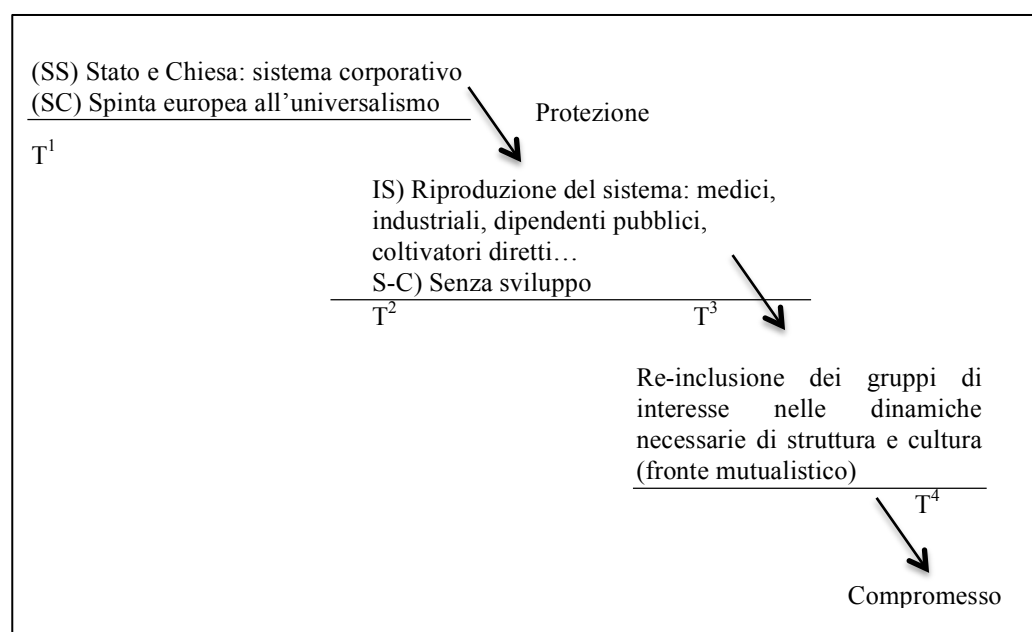 (SS) Stato e Chiesa: sistema corporativo
(SC) Spinta europea all’universalismo
Protezione
T¹
IS) Riproduzione del sistema: medici,
industriali, dipendenti pubblici,
coltivatori diretti…
S-C) Senza sviluppo
T² T³
Re-inclusione dei gruppi di
interesse nelle dinamiche
necessarie di struttura e cultura
(fronte mutualistico)
T⁴
Compromesso